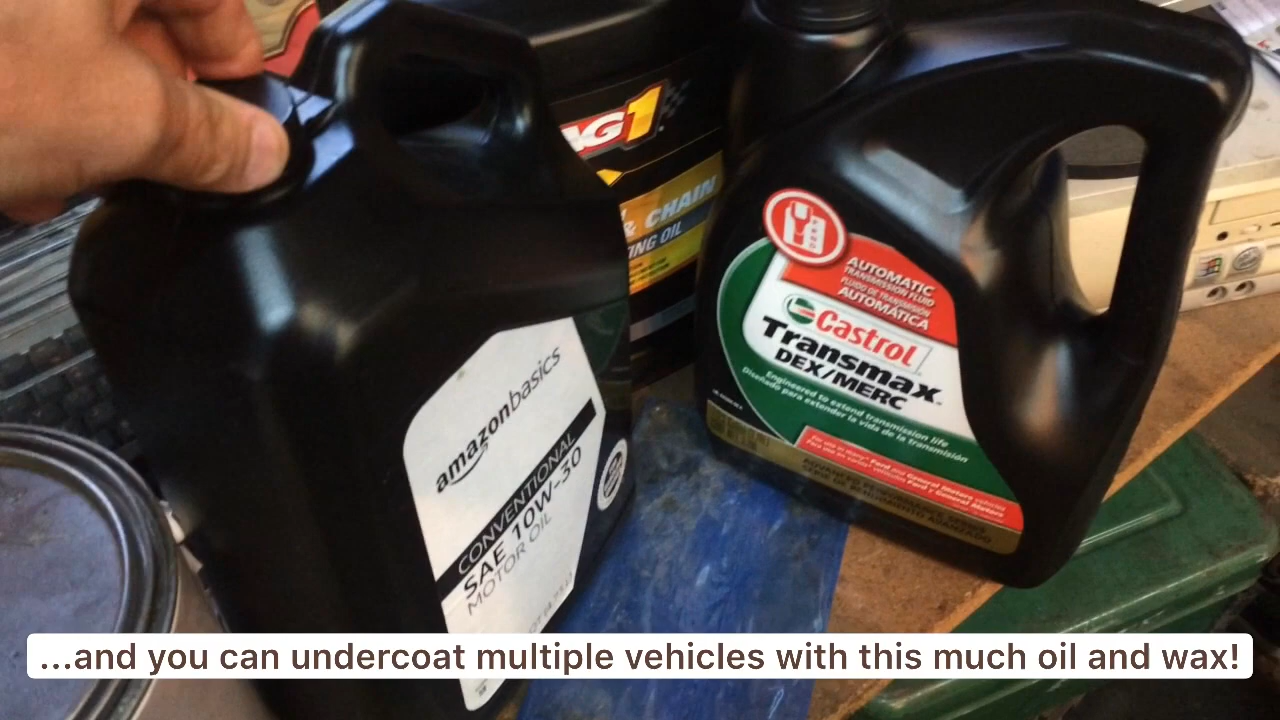 AG1
& CHAIN
ING OIL
AUTOMATIC
TRANSMISSION FLUID
FLUIDO DE TRANSMISIÓN
AUTOMÁTICA
Castrol
Transmax
DEX/MERC
Engineered to extend transmission life
Diseñado para extender la vida de la transmisión
amazonbasics
CONVENTIONAL
SAE 10W-30
MOTOR OIL
...and you can undercoat multiple vehicles with this much oil and wax!